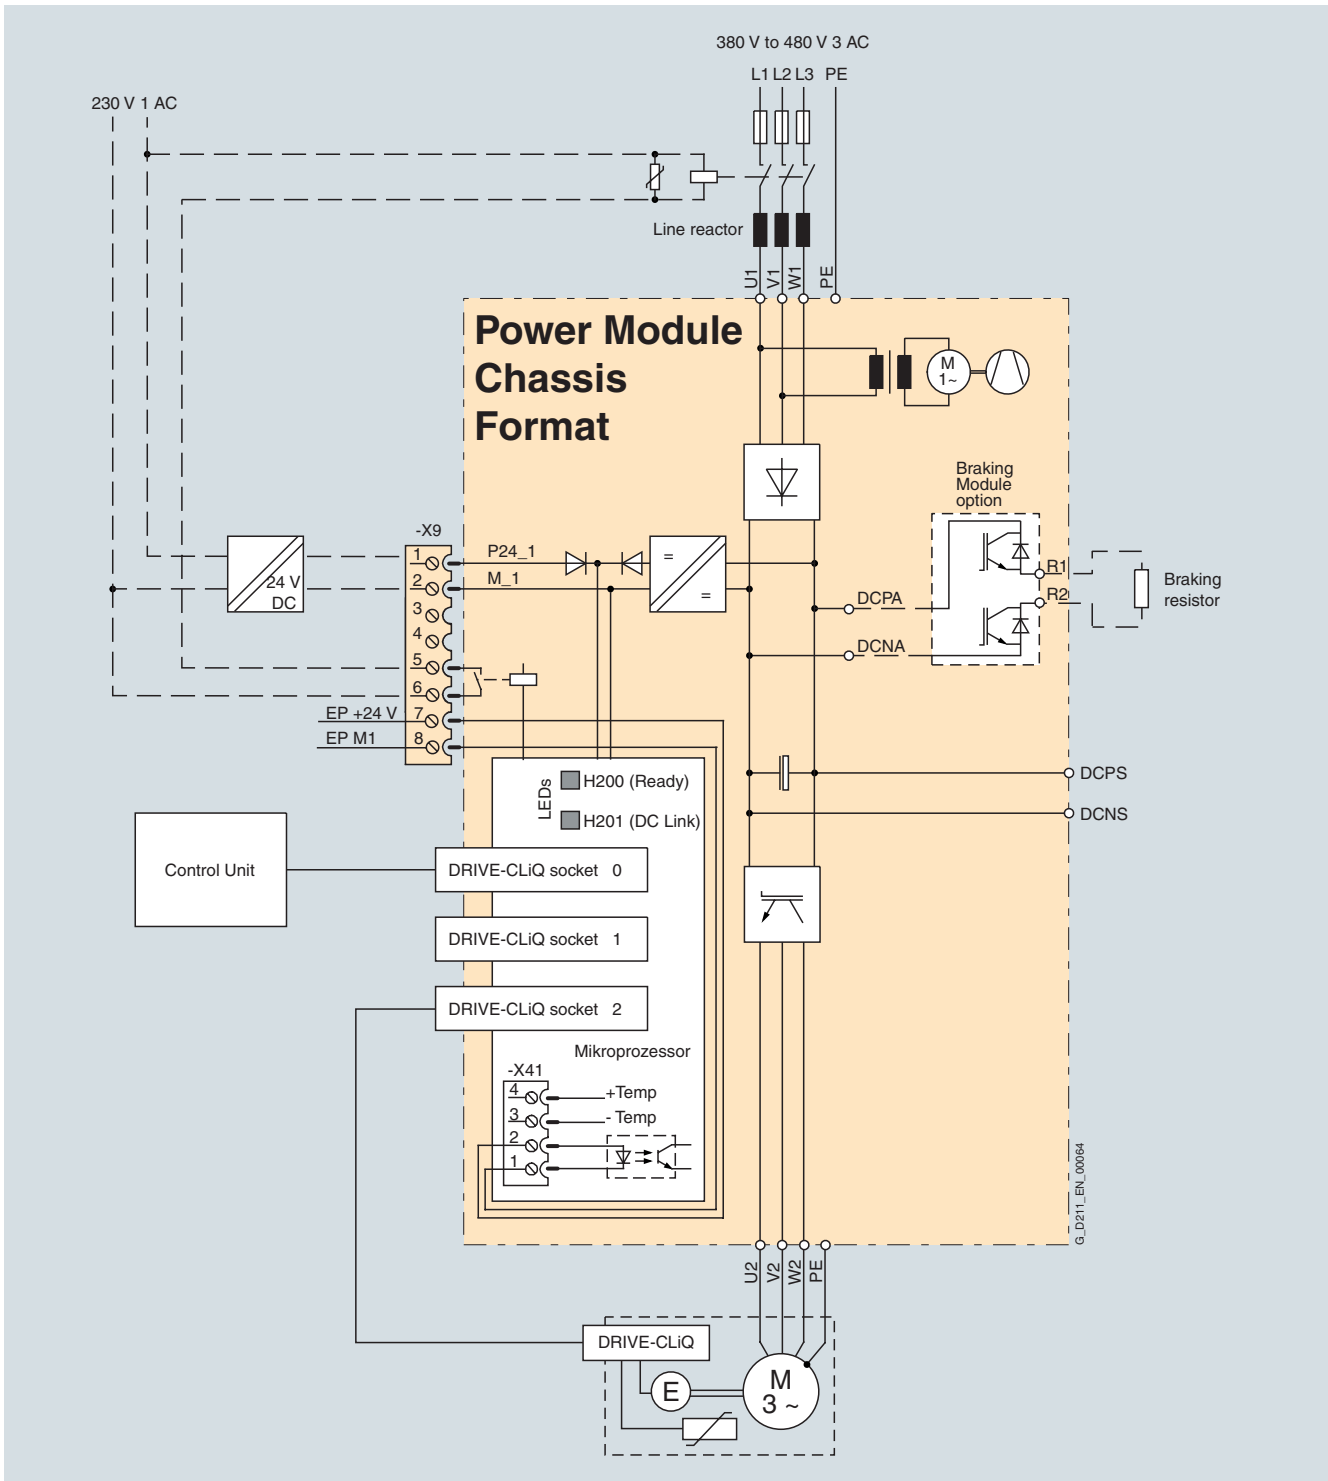 380 V to 480 V 3 AC
L1 L2 L3 PE
230 V 1 AC
Line reactor
U1
V1
W1
PE
Power Module
Chassis
Format
M
1~
Braking
Module
option
-X9
1
2
3
4
5
6
7
8
P24_1
M_1
=
=
24 V
DC
R1
R2
Braking
resistor
DCPA
DCNA
EP +24 V
EP M1
LEDs
H200 (Ready)
H201 (DC Link)
DCPS
DCNS
Control Unit
DRIVE-CLiQ socket 0
DRIVE-CLiQ socket 1
DRIVE-CLiQ socket 2
Mikroprozessor
-X41
4
+Temp
3
- Temp
2
1
G_D211_EN_00064
U2
V2
W2
PE
DRIVE-CLiQ
E
M
3 ~